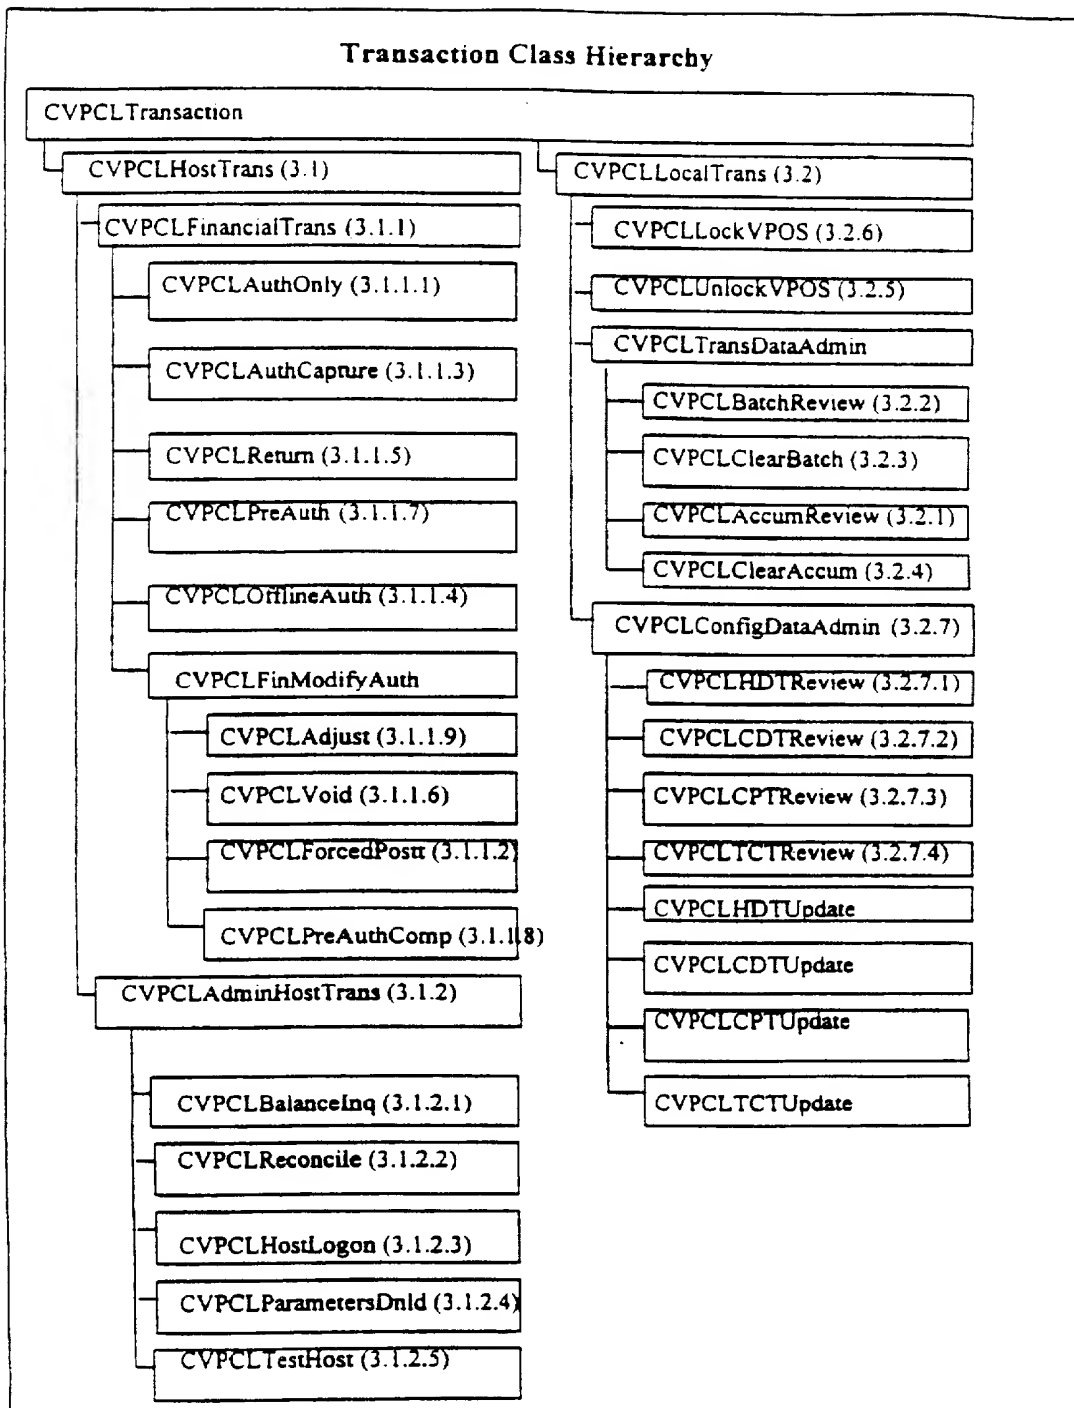 Transaction Class Hierarchy
CVPCLTransaction
CVPCLHostTrans (3.1)
CVPCLFinancialTrans (3.1.1)
CVPCLAuthOnly (3.1.1.1)
CVPCLAuthCapture (3.1.1.3)
CVPCLReturn (3.1.1.5)
CVPCLPreAuth (3.1.1.7)
CVPCLOfflineAuth (3.1.1.4)
CVPCLFinModifyAuth
CVPCLAdjust (3.1.1.9)
CVPCLVoid (3.1.1.6)
CVPCLForcedPostt (3.1.1.2)
CVPCLPreAuthComp (3.1.1.8)
CVPCLAdminHostTrans (3.1.2)
CVPCLBalanceInq (3.1.2.1)
CVPCLReconcile (3.1.2.2)
CVPCLHostLogon (3.1.2.3)
CVPCLParametersDnld (3.1.2.4)
CVPCLTestHost (3.1.2.5)
CVPCLLocalTrans (3.2)
CVPCLLockVPOS (3.2.6)
CVPCLUnlockVPOS (3.2.5)
CVPCLTransDataAdmin
CVPCLBatchReview (3.2.2)
CVPCLClearBatch (3.2.3)
CVPCLAccumReview (3.2.1)
CVPCLClearAccum (3.2.4)
CVPCLConfigDataAdmin (3.2.7)
CVPCLHDTReview (3.2.7.1)
CVPCLCDTReview (3.2.7.2)
CVPCLCPTReview (3.2.7.3)
CVPCLTCTReview (3.2.7.4)
CVPCLHDTUpdate
CVPCLCDTUpdate
CVPCLCPTUpdate
CVPCLTCTUpdate